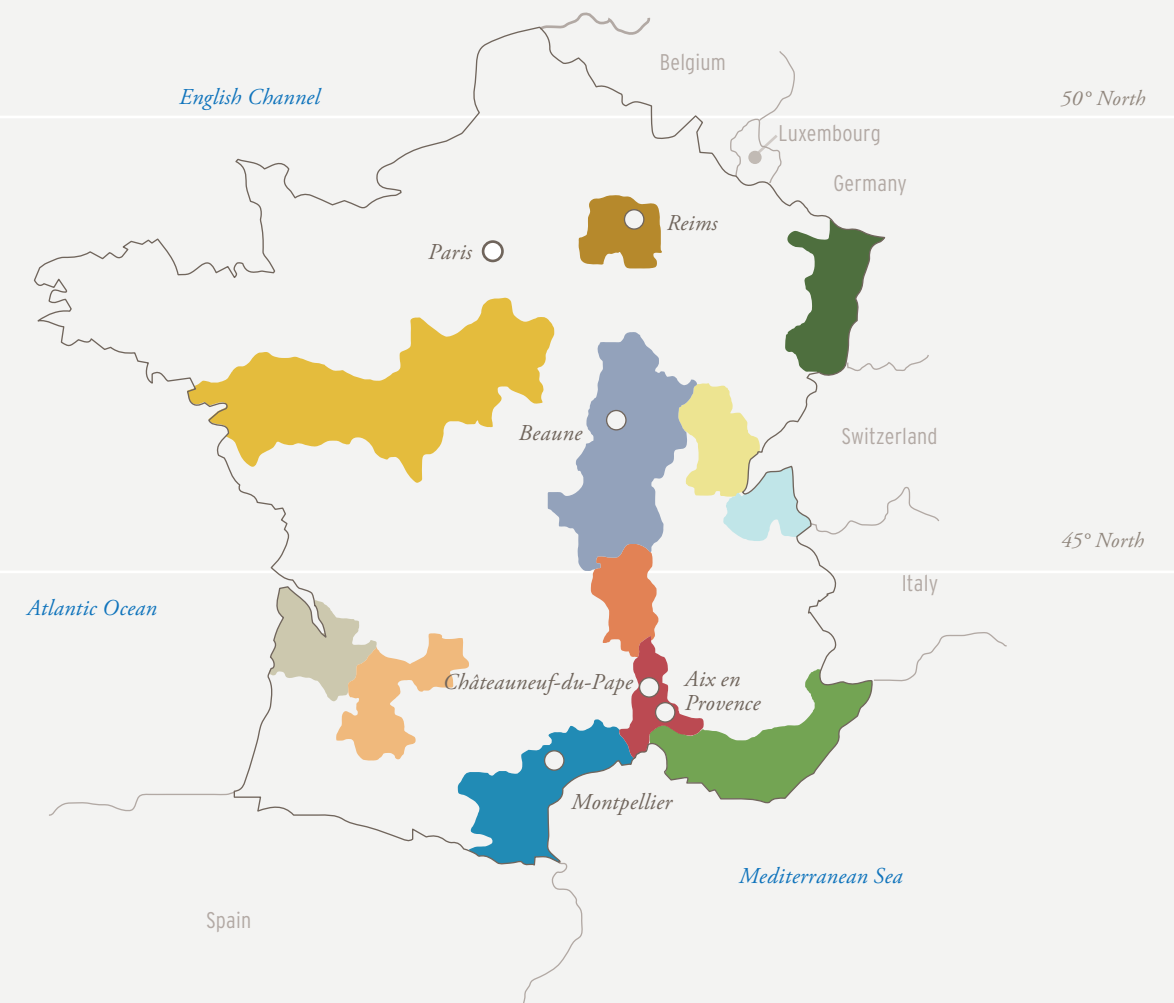 Belgium
English Channel
50° North
Luxembourg
Germany
Reims
Paris
Beaune
Switzerland
45° North
Italy
Atlantic Ocean
Châteauneuf-du-Pape
Aix en
Provence
Montpellier
Mediterranean Sea
Spain